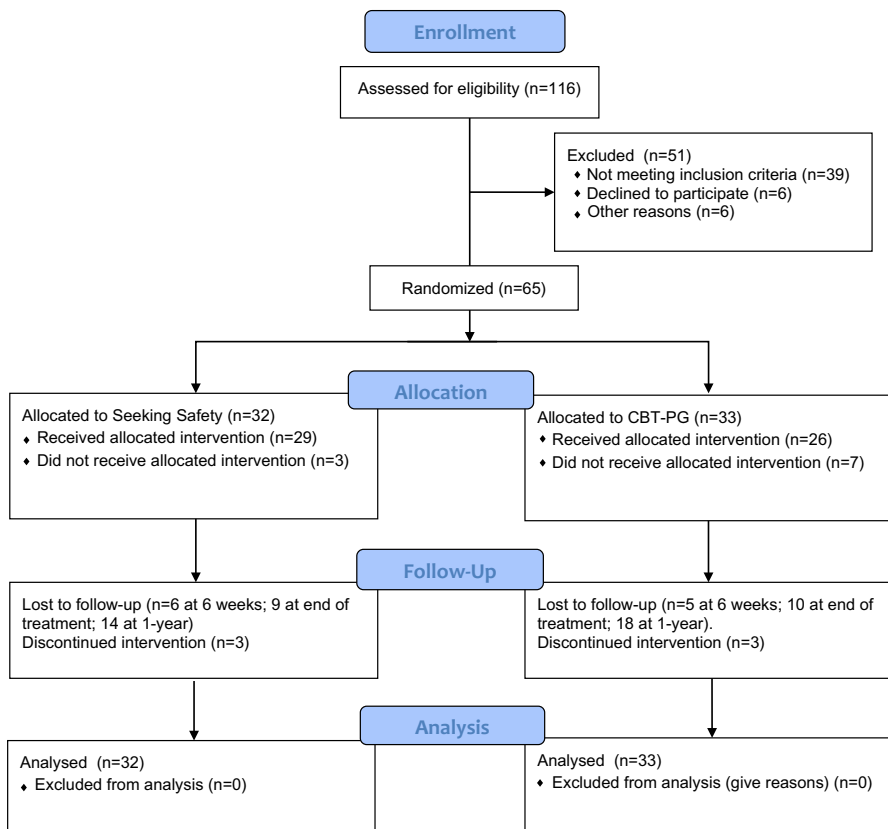 Enrollment
Assessed for eligibility (n=116)
Excluded (n=51)
♦ Not meeting inclusion criteria (n=39)
♦ Declined to participate (n=6)
♦ Other reasons (n=6)
Randomized (n=65)
Allocation
Allocated to Seeking Safety (n=32)
♦ Received allocated intervention (n=29)
♦ Did not receive allocated intervention (n=3)
Allocated to CBT-PG (n=33)
♦ Received allocated intervention (n=26)
♦ Did not receive allocated intervention (n=7)
Follow-Up
Lost to follow-up (n=6 at 6 weeks; 9 at end of
treatment; 14 at 1-year)
Discontinued intervention (n=3)
Lost to follow-up (n=5 at 6 weeks; 10 at end of
treatment; 18 at 1-year).
Discontinued intervention (n=3)
Analysis
Analysed (n=32)
♦ Excluded from analysis (n=0)
Analysed (n=33)
♦ Excluded from analysis (give reasons) (n=0)